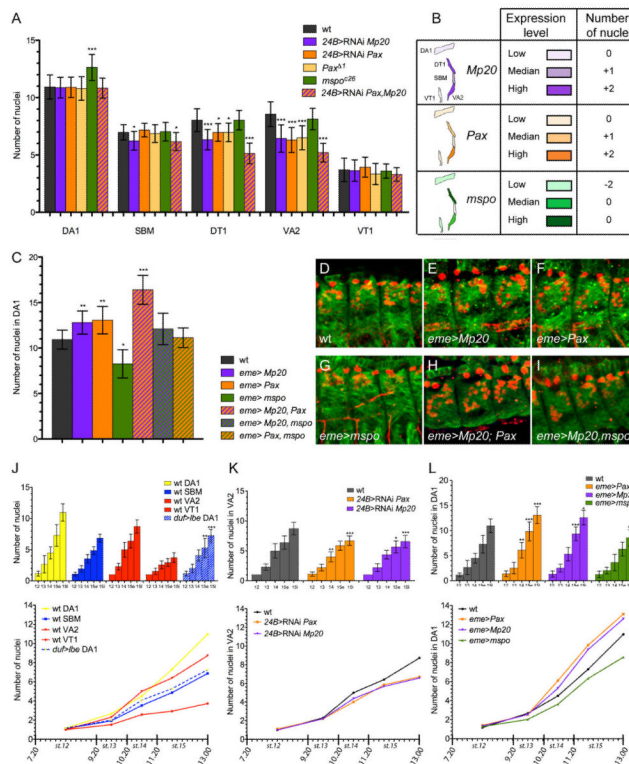 A
Number of nuclei
15
10
5
0
DA1 SBM DT1 VA2 VT1
wt
24B>RNAi Mp20
24B>RNAi Pax
PaxΔ1
mspoC26
24B>RNAi Pax,Mp20
B
Expression level
Number of nuclei
DA1
DT1
SBM
VT1
VA2
Mp20
Low 0
Median +1
High +2
Pax
Low 0
Median +1
High +2
mspo
Low -2
Median 0
High 0
C
Number of nuclei in DA1
20
15
10
5
0
wt
eme> Mp20
eme> Pax
eme> mspo
eme> Mp20, Pax
eme> Mp20, mspo
eme> Pax, mspo
D
wt
E
eme>Mp20
F
eme>Pax
G
eme>mspo
H
eme>Mp20; Pax
I
eme>Mp20,mspo
J
wt DA1
wt SBM
wt VA2
wt VT1
duf>lbe DA1
Number of nuclei
wt DA1
wt SBM
wt VA2
wt VT1
duf>lbe DA1
Number of nuclei
7.20 st.12 9.20 st.13 st.14 11.20 st.15 13.00
K
wt
24B>RNAi Pax
24B>RNAi Mp20
Number of nuclei in VA2
wt
24B>RNAi Pax
24B>RNAi Mp20
Number of nuclei in VA2
7.20 st.12 9.20 st.13 st.14 11.20 st.15 13.00
L
wt
eme>Pax
eme>Mp2
eme>msp
Number of nuclei in DA1
wt
eme>Pax
eme>Mp20
eme>mspo
Number of nuclei in DA1
7.20 st.12 9.20 st.13 st.14 11.20 st.15 13.00